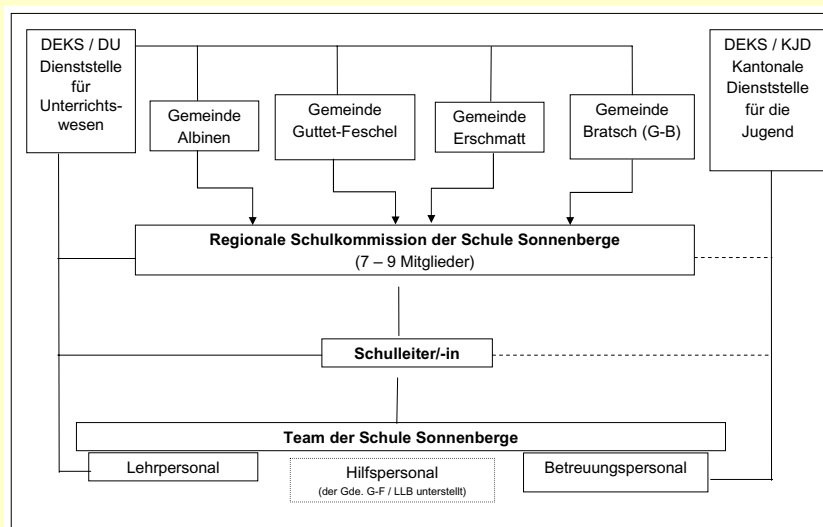 DEKS / DU
Dienststelle
für
Unterrichts-
wesen
Gemeinde
Albinen
Gemeinde
Guttet-Feschel
Gemeinde
Erschmatt
Gemeinde
Bratsch (G-B)
DEKS / KJD
Kantonale
Dienststelle
für die
Jugend
Regionale Schulkommission der Schule Sonnenberge
(7 – 9 Mitglieder)
Schulleiter/-in
Team der Schule Sonnenberge
Lehrpersonal
Hilfspersonal
(der Gde. G-F / LLB unterstellt)
Betreuungspersonal